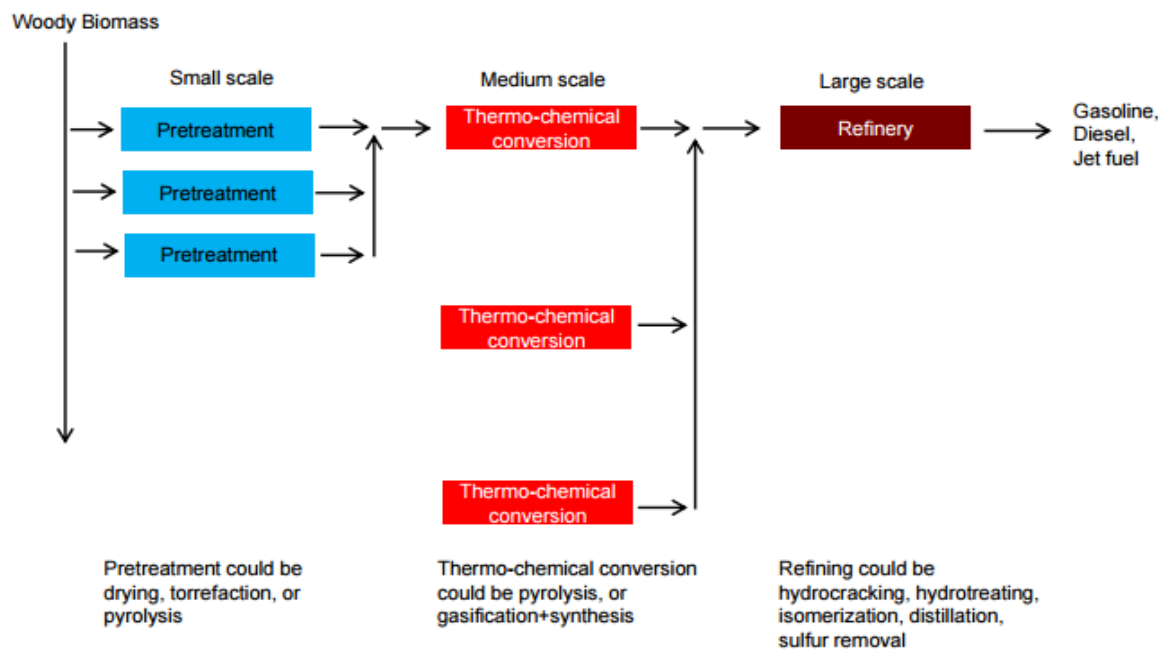 Woody Biomass
Small scale
Medium scale
Large scale
Pretreatment
Pretreatment
Pretreatment
Thermo-chemical
conversion
Thermo-chemical
conversion
Thermo-chemical
conversion
Refinery
Gasoline,
Diesel,
Jet fuel
Pretreatment could be
drying, torrefaction, or
pyrolysis
Thermo-chemical conversion
could be pyrolysis, or
gasification+synthesis
Refining could be
hydrocracking, hydrotreating,
isomerization, distillation,
sulfur removal